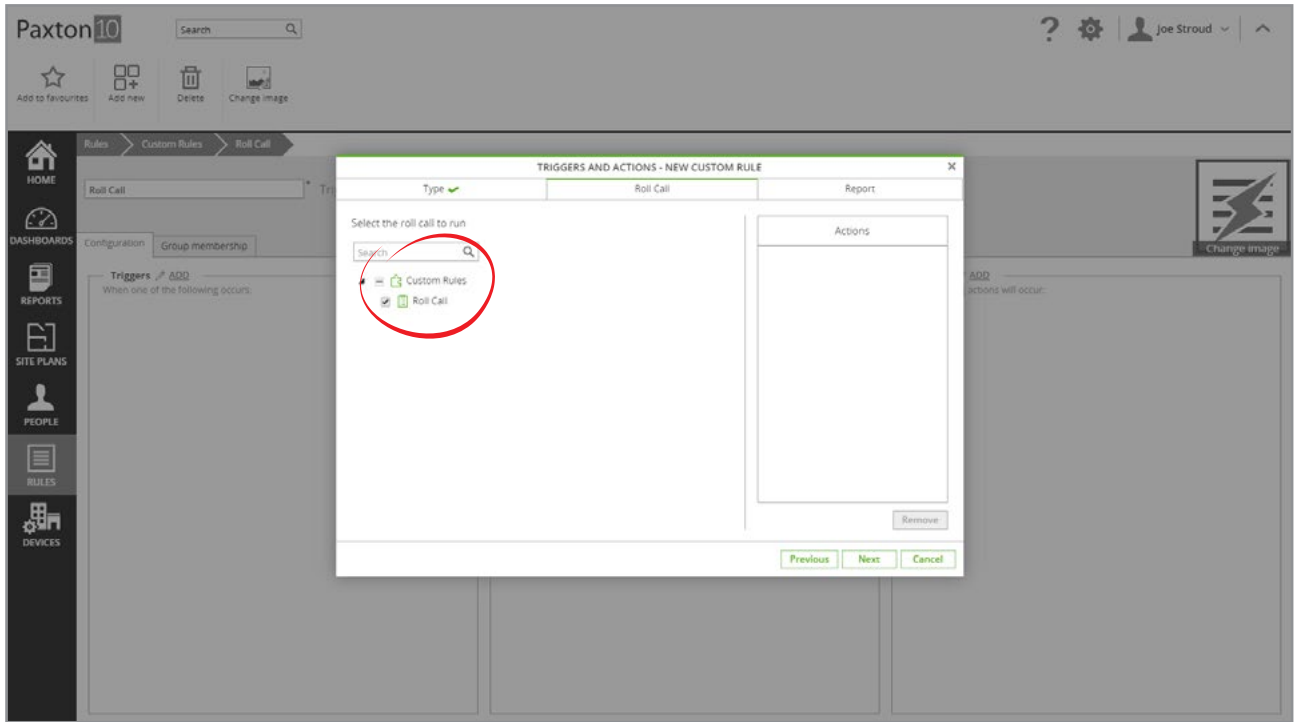 Paxton10
Search
Joe Stroud
Add to favourites
Add new
Delete
Change image
HOME
DASHBOARDS
REPORTS
SITE PLANS
PEOPLE
RULES
DEVICES
Rules
Custom Rules
Roll Call
Roll Call
* Tri
Configuration
Group membership
Triggers ADD
When one of the following occurs:
TRIGGERS AND ACTIONS - NEW CUSTOM RULE
Type
Roll Call
Report
Select the roll call to run
Search
Custom Rules
Roll Call
Actions
Remove
Previous
Next
Cancel
ADD
actions will occur:
Change image